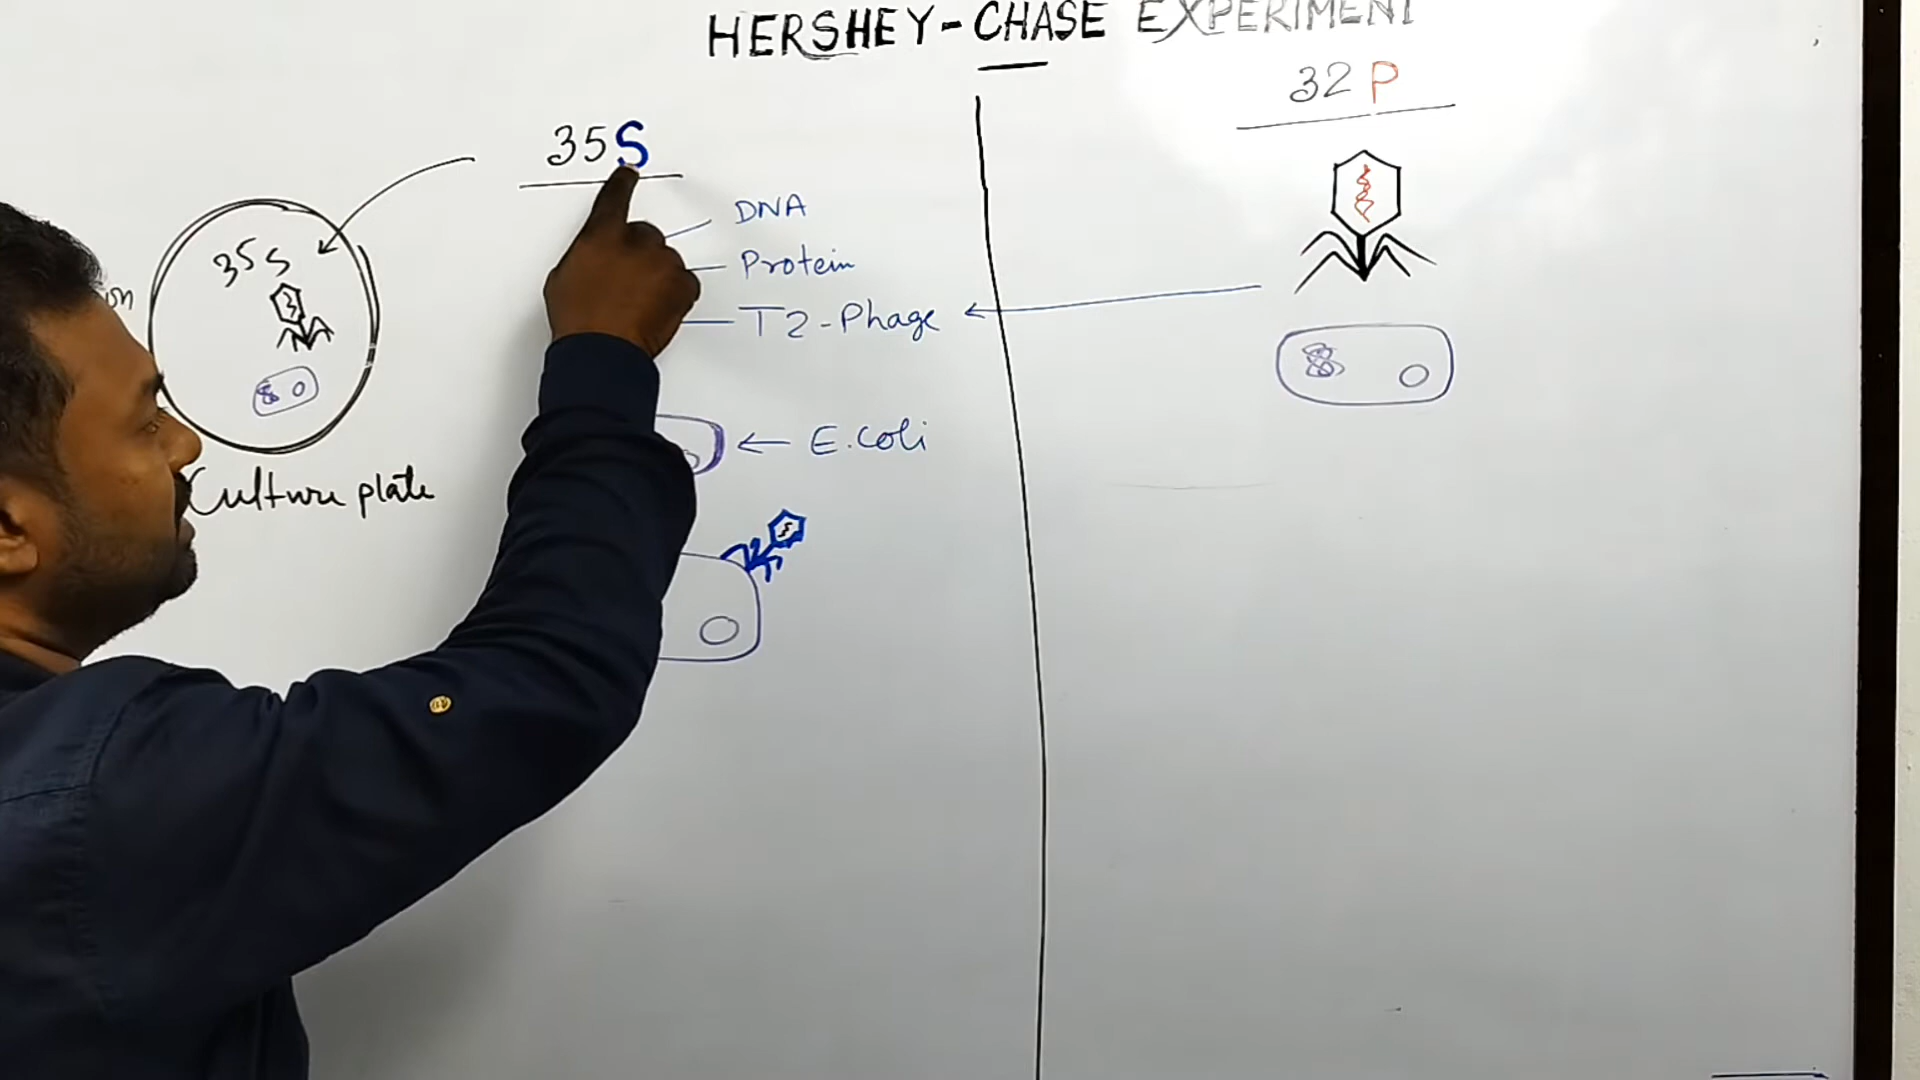 HERSHEY-CHASE EXPERIMENT
32 P
35 S
DNA
35 S
Protein
T2-Phage
E.Coli
Culture plate